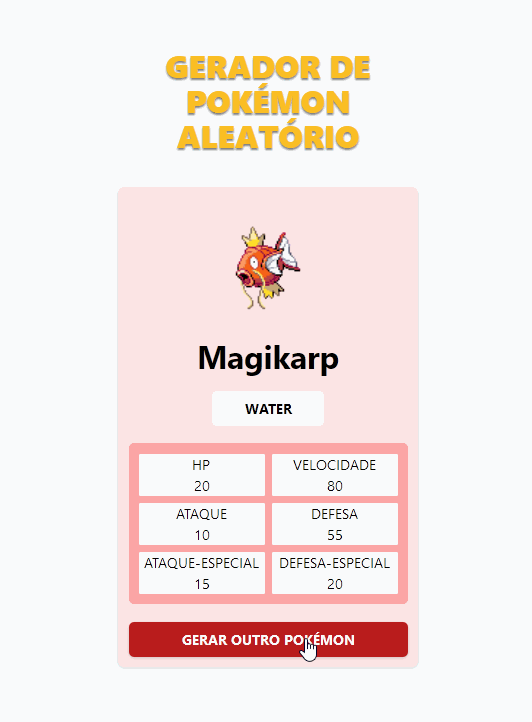 GERADOR DE
POKÉMON
ALEATÓRIO
Magikarp
WATER
HP
20
VELOCIDADE
80
ATAQUE
10
DEFESA
55
ATAQUE-ESPECIAL
15
DEFESA-ESPECIAL
20
GERAR OUTRO POKÉMON